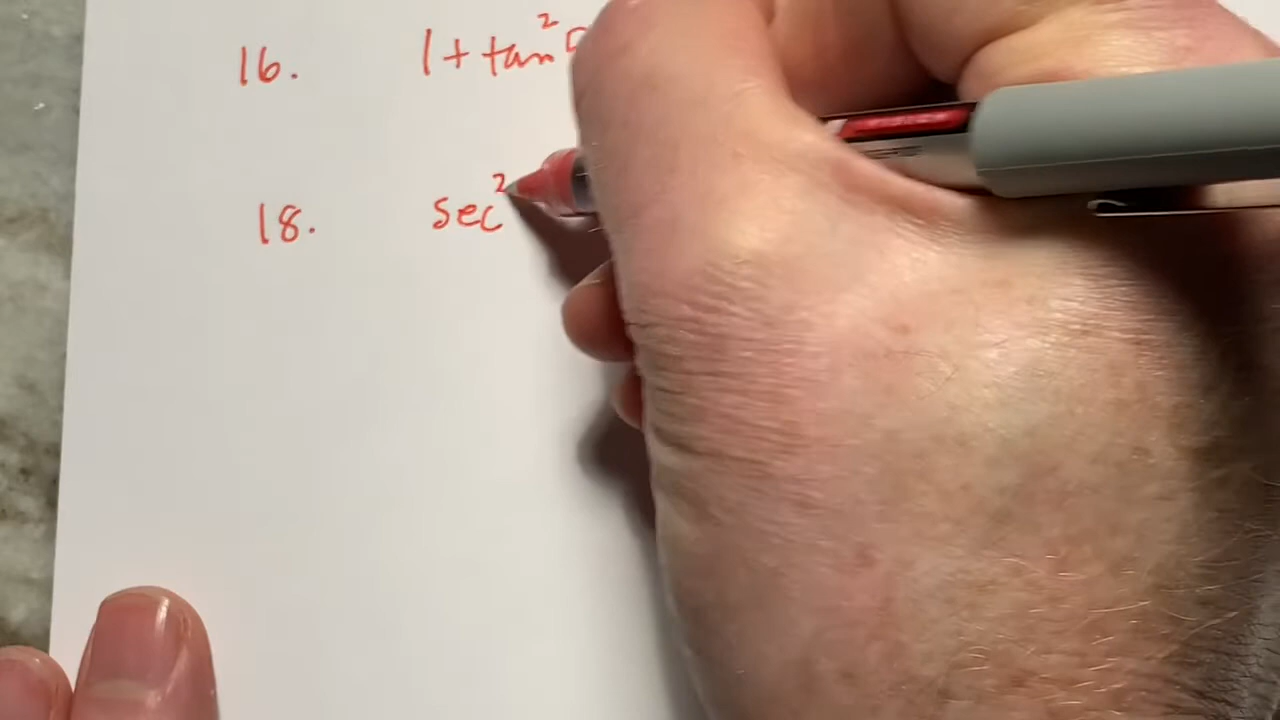 16. 1 + tan²
18. sec²